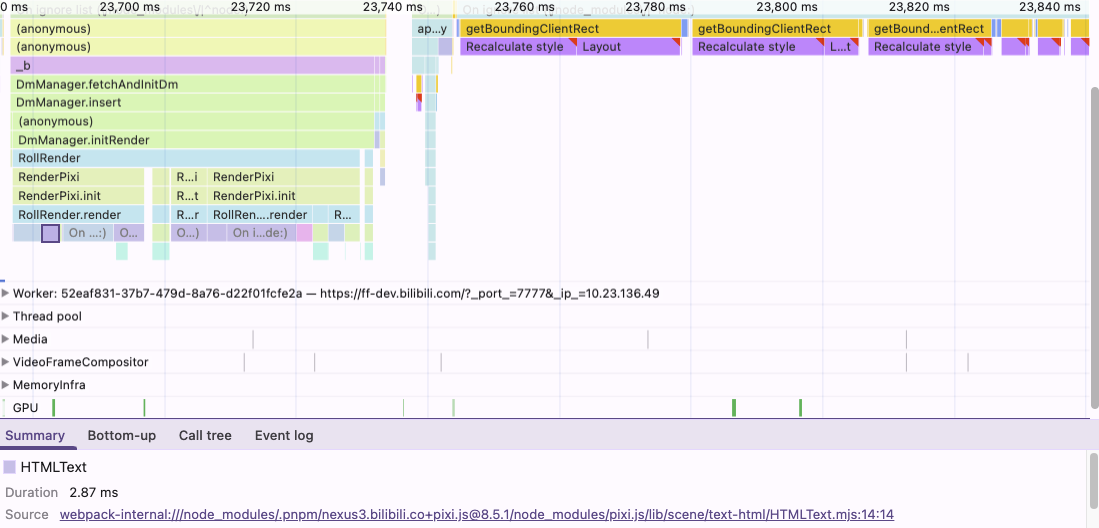 0 ms 23,700 ms 23,720 ms 23,740 ms 23,760 ms 23,780 ms 23,800 ms 23,820 ms 23,840 ms
(anonymous) ap...y getBoundingClientRect getBoundingClientRect getBound...entRect
(anonymous) Recalculate style Layout Recalculate style L...t Recalculate style
_b
DmManager.fetchAndInitDm
DmManager.insert
(anonymous)
DmManager.initRender
RollRender
RenderPixi R...i RenderPixi
RenderPixi.init R...t RenderPixi.init
RollRender.render R...r RollRen....render R...
On ...:) O... O...) On i...de:)
Worker: 52eaf831-37b7-479d-8a76-d22f01fcfe2a — https://ff-dev.bilibili.com/?_port_=7777&_ip_=10.23.136.49
Thread pool
Media
VideoFrameCompositor
MemoryInfra
GPU
Summary Bottom-up Call tree Event log
HTMLText
Duration 2.87 ms
Source webpack-internal:///node_modules/.pnpm/nexus3.bilibili.co+pixi.js@8.5.1/node_modules/pixi.js/lib/scene/text-html/HTMLText.mjs:14:14